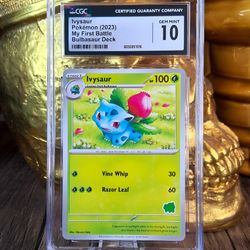 CGC
CERTIFIED GUARANTY COMPANY
Ivysaur
Pokémon (2023)
My First Battle
Bulbasaur Deck
GEM MINT
10
Ivysaur
HP 100
Vine Whip 30
Razor Leaf 60